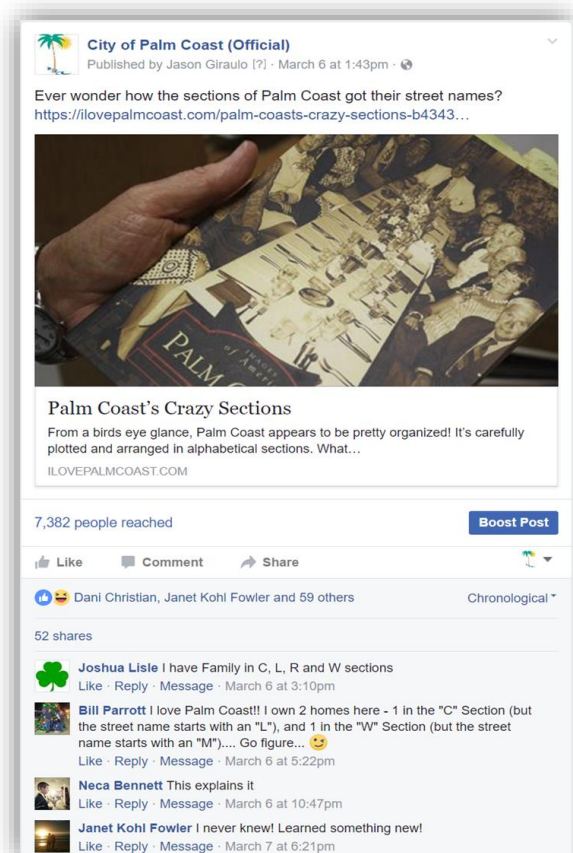 City of Palm Coast (Official)
Published by Jason Giraulo [?] · March 6 at 1:43pm ·
Ever wonder how the sections of Palm Coast got their street names?
https://ilovepalmcoast.com/palm-coasts-crazy-sections-b4343…
IMAGES
of America
PALM
Palm Coast's Crazy Sections
From a birds eye glance, Palm Coast appears to be pretty organized! It's carefully
plotted and arranged in alphabetical sections. What…
ILOVEPALMCOAST.COM
7,382 people reached
Boost Post
Like Comment Share
Dani Christian, Janet Kohl Fowler and 59 others
Chronological
52 shares
Joshua Lisle I have Family in C, L, R and W sections
Like · Reply · Message · March 6 at 3:10pm
Bill Parrott I love Palm Coast!! I own 2 homes here - 1 in the "C" Section (but
the street name starts with an "L"), and 1 in the "W" Section (but the street
name starts with an "M").... Go figure...
Like · Reply · Message · March 6 at 5:22pm
Neca Bennett This explains it
Like · Reply · Message · March 6 at 10:47pm
Janet Kohl Fowler I never knew! Learned something new!
Like · Reply · Message · March 7 at 6:21pm